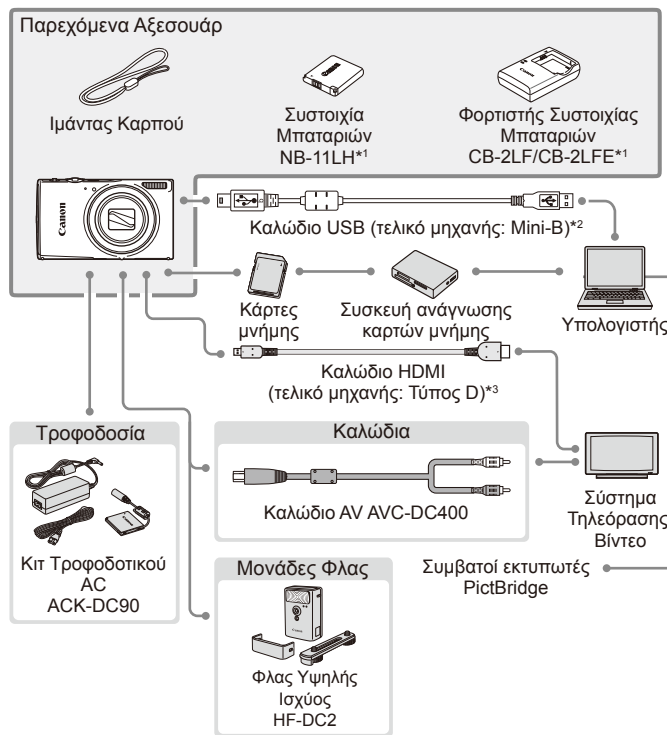 Παρεχόμενα Αξεσουάρ
Ιμάντας Καρπού
Συστοιχία
Μπαταριών
NB-11LH*1
Φορτιστής Συστοιχίας
Μπαταριών
CB-2LF/CB-2LFE*1
Canon
Καλώδιο USB (τελικό μηχανής: Mini-B)*2
Κάρτες
μνήμης
Συσκευή ανάγνωσης
καρτών μνήμης
Υπολογιστής
Καλώδιο HDMI
(τελικό μηχανής: Τύπος D)*3
Τροφοδοσία
Κιτ Τροφοδοτικού
AC
ACK-DC90
Καλώδια
Καλώδιο AV AVC-DC400
Σύστημα
Τηλεόρασης
Βίντεο
Μονάδες Φλας
Φλας Υψηλής
Ισχύος
HF-DC2
Συμβατοί εκτυπωτές
PictBridge